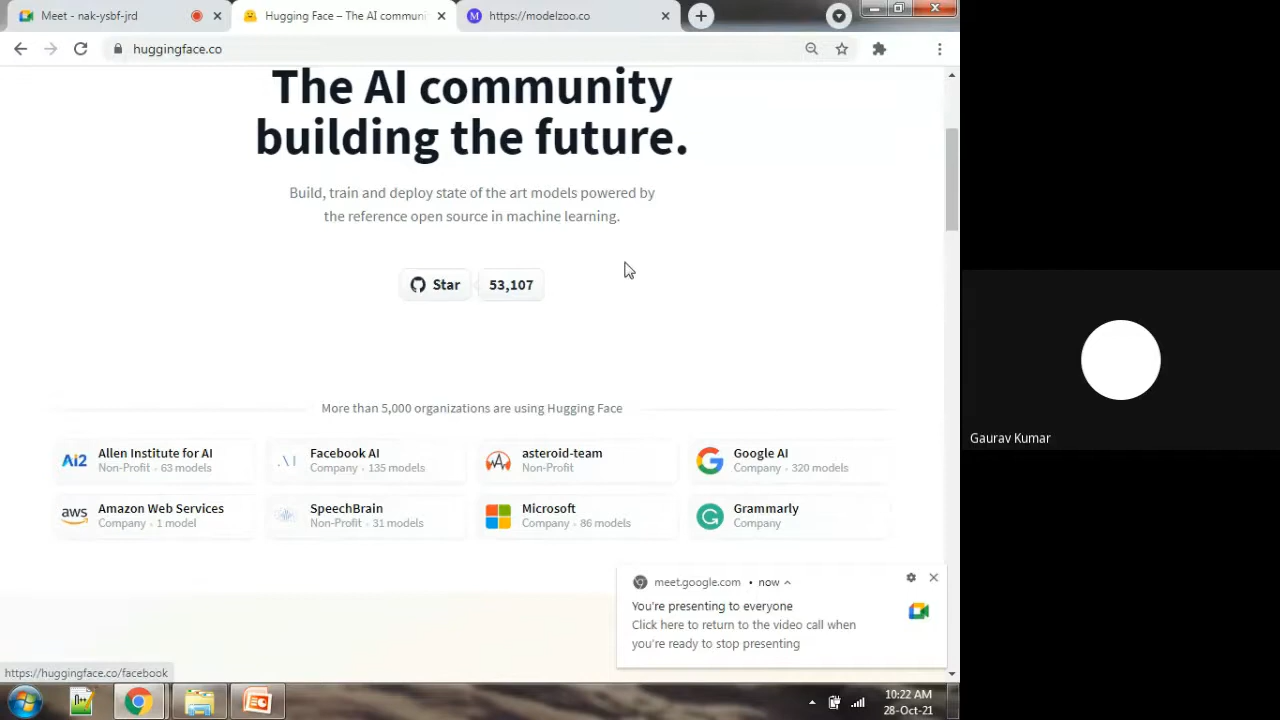 Meet - nak-ysbf-jrd
Hugging Face – The AI communi
M https://modelzoo.co
huggingface.co
The AI community
building the future.
Build, train and deploy state of the art models powered by
the reference open source in machine learning.
Star 53,107
More than 5,000 organizations are using Hugging Face
Ai2 Allen Institute for AI
Non-Profit • 63 models
Facebook AI
Company • 135 models
asteroid-team
Non-Profit
Google AI
Company • 320 models
aws Amazon Web Services
Company • 1 model
SpeechBrain
Non-Profit • 31 models
Microsoft
Company • 86 models
Grammarly
Company
meet.google.com • now
You're presenting to everyone
Click here to return to the video call when
you're ready to stop presenting
https://huggingface.co/facebook
10:22 AM
28-Oct-21
Gaurav Kumar